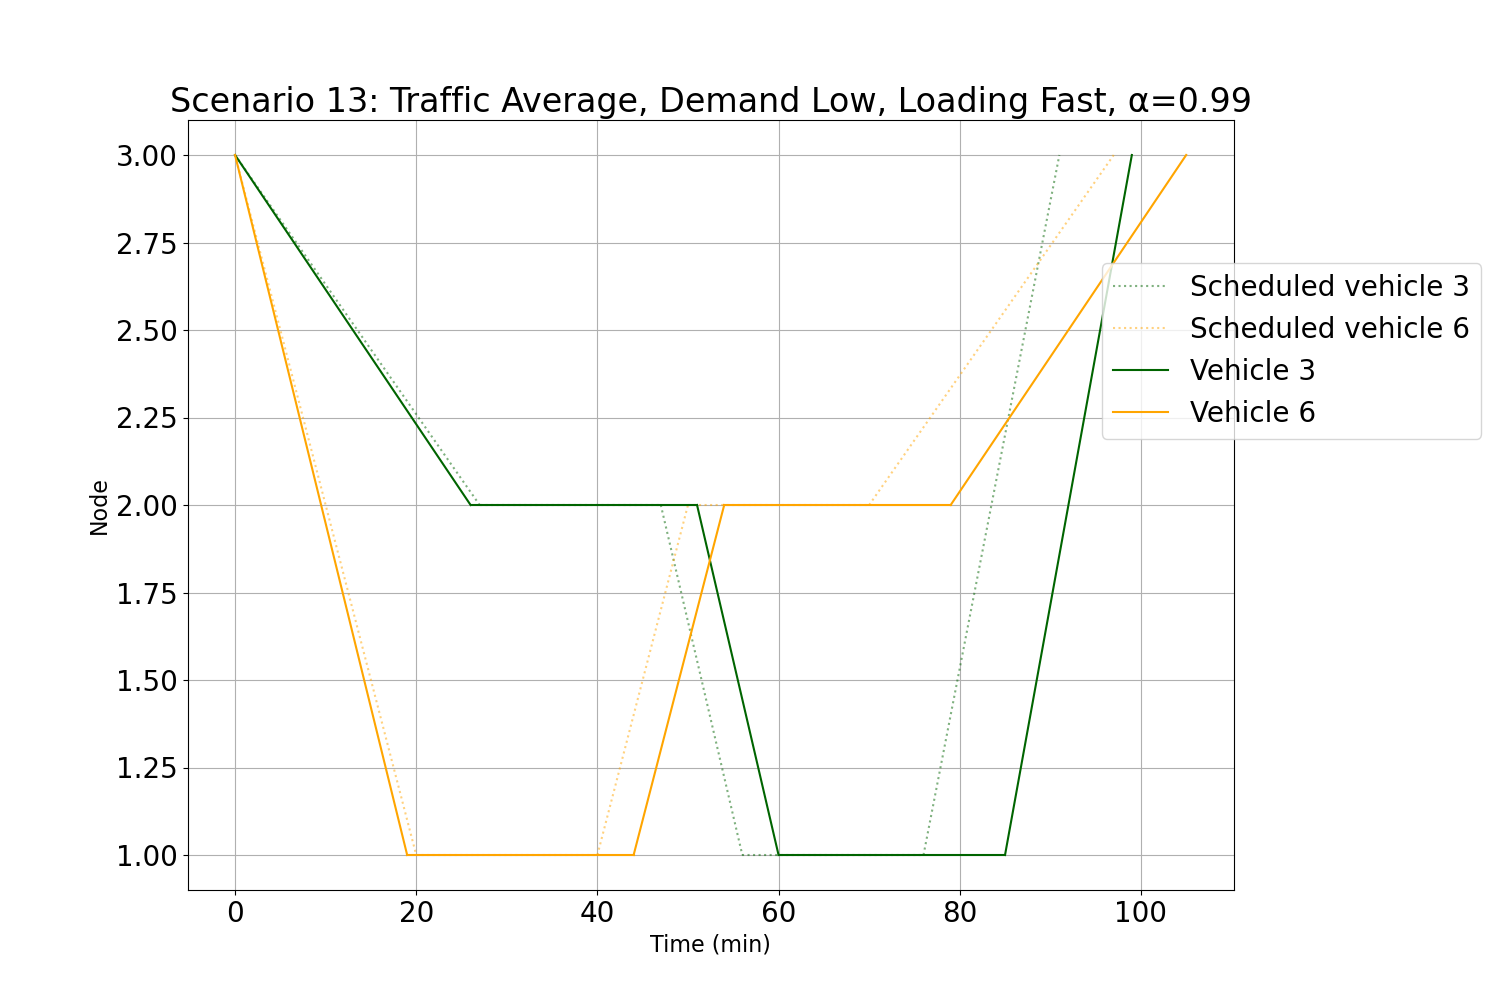 Scenario 13: Traffic Average, Demand Low, Loading Fast, α=0.99
3.00
2.75
2.50
2.25
2.00
1.75
1.50
1.25
1.00
Node
0 20 40 60 80 100
Time (min)
Scheduled vehicle 3
Scheduled vehicle 6
Vehicle 3
Vehicle 6